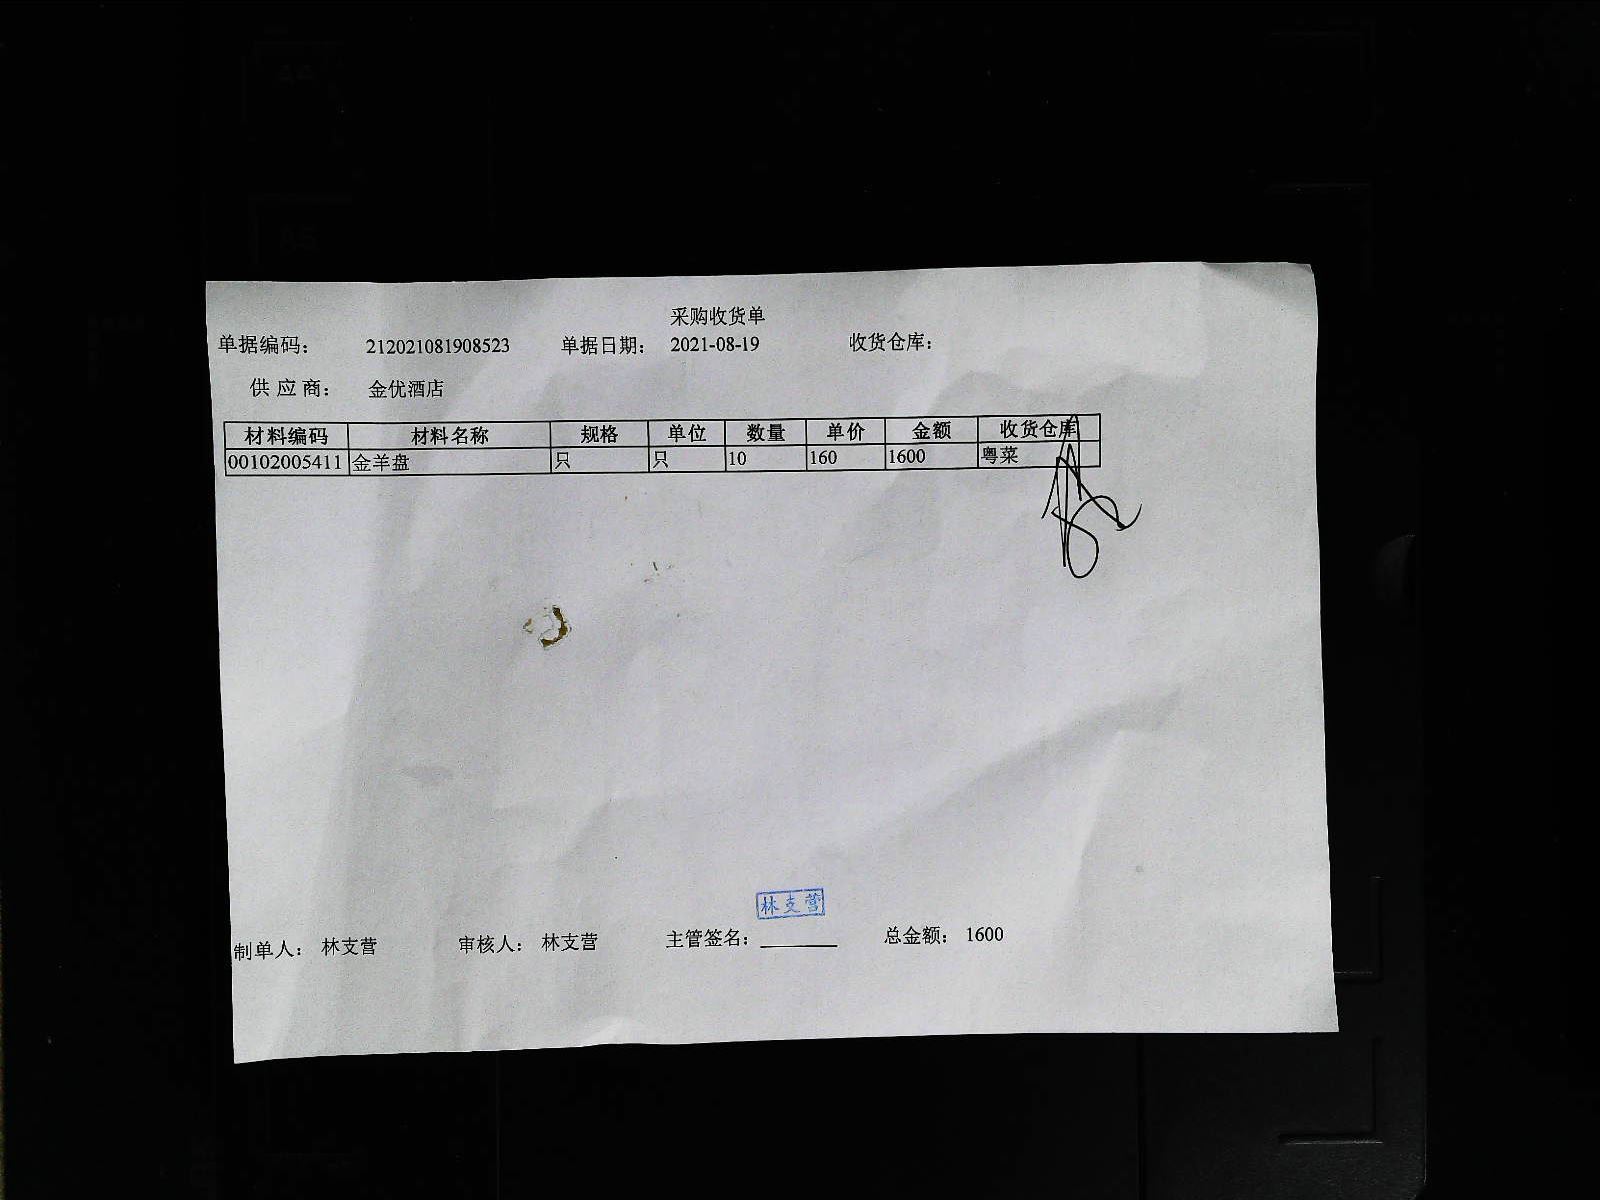 采购收货单
单据编码： 212021081908523 单据日期： 2021-08-19 收货仓库：
供 应 商： 金优酒店
材料编码 材料名称 规格 单位 数量 单价 金额 收货仓库
00102005411 金羊盘 只 只 10 160 1600 粤菜
林支营
制单人： 林支营 审核人： 林支营 主管签名： 总金额： 1600